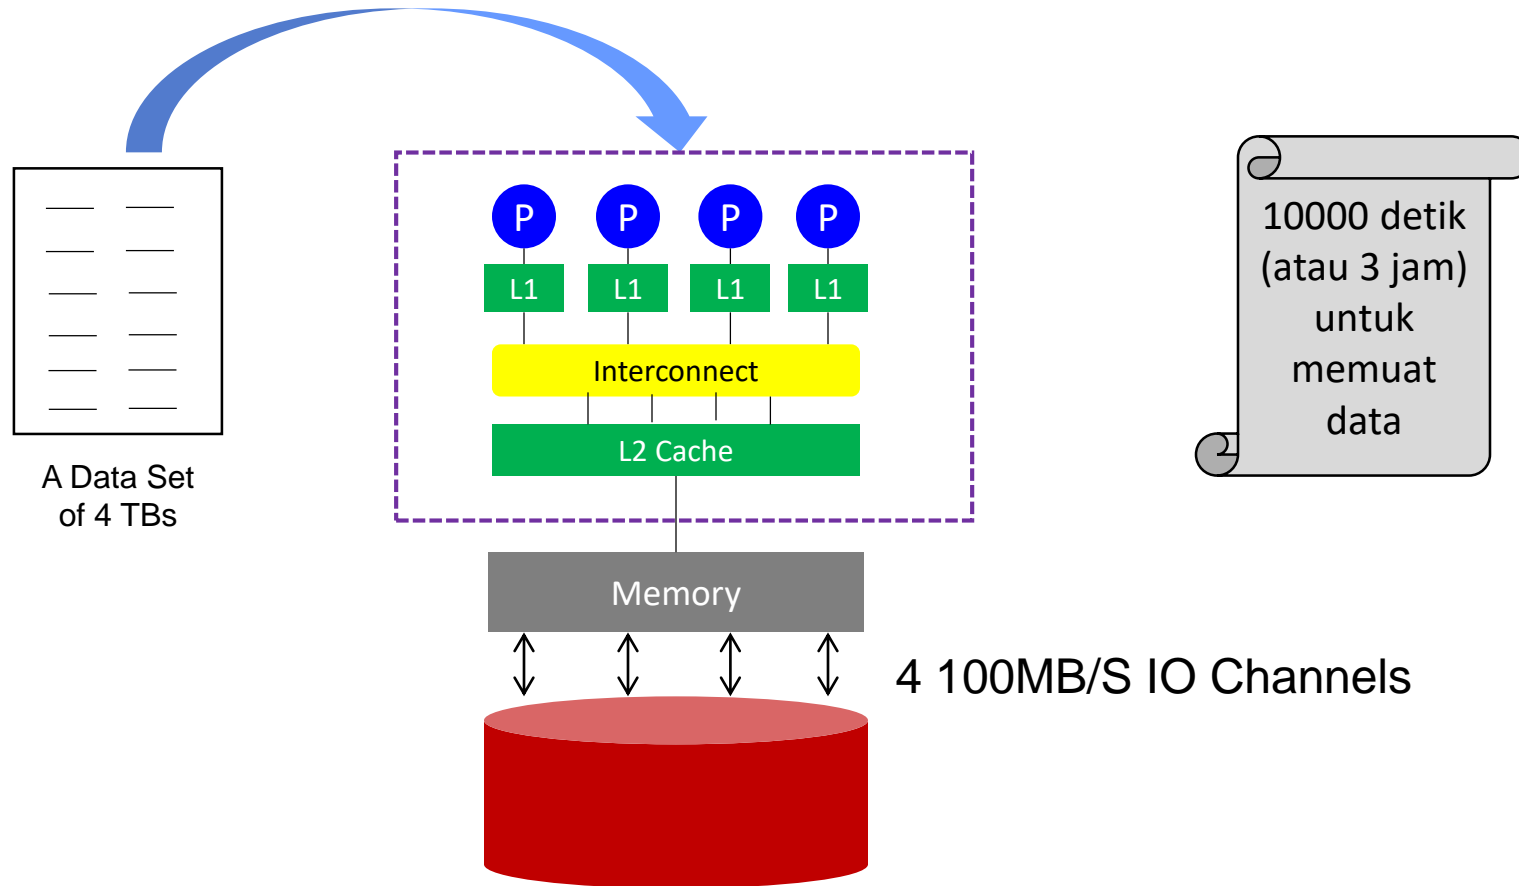 P P P P
L1 L1 L1 L1
Interconnect
L2 Cache
A Data Set
of 4 TBs
Memory
4 100MB/S IO Channels
10000 detik
(atau 3 jam)
untuk
memuat
data